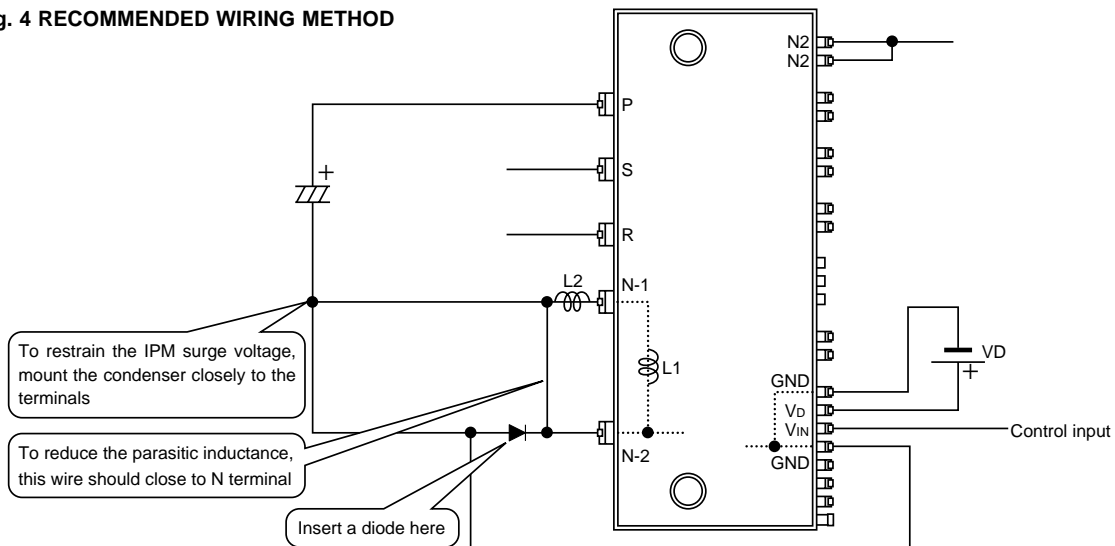 g. 4 RECOMMENDED WIRING METHOD
N2
N2
P
+
S
R
L2
N-1
L1
N-2
To restrain the IPM surge voltage,
mount the condenser closely to the
terminals
To reduce the parasitic inductance,
this wire should close to N terminal
Insert a diode here
GND
VD
VIN
GND
VD
+
Control input